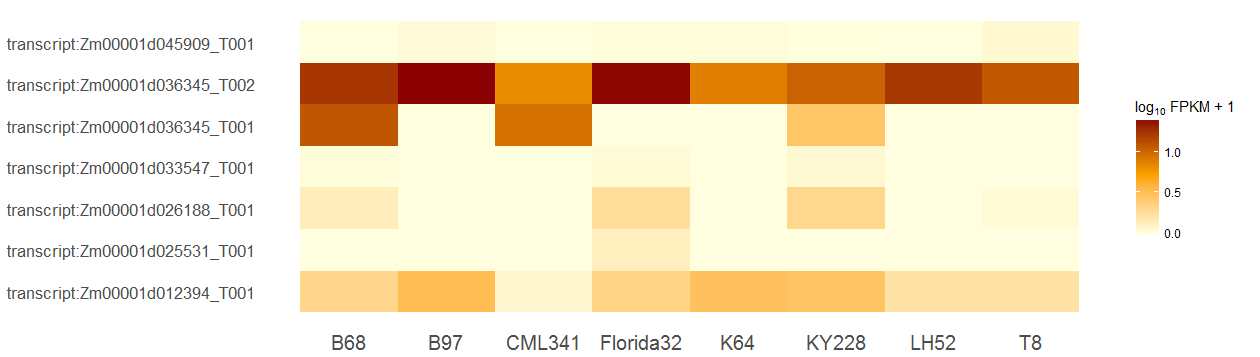 transcript:Zm00001d045909_T001
transcript:Zm00001d036345_T002
transcript:Zm00001d036345_T001
transcript:Zm00001d033547_T001
transcript:Zm00001d026188_T001
transcript:Zm00001d025531_T001
transcript:Zm00001d012394_T001
B68 B97 CML341 Florida32 K64 KY228 LH52 T8
log10 FPKM + 1
1.0
0.5
0.0